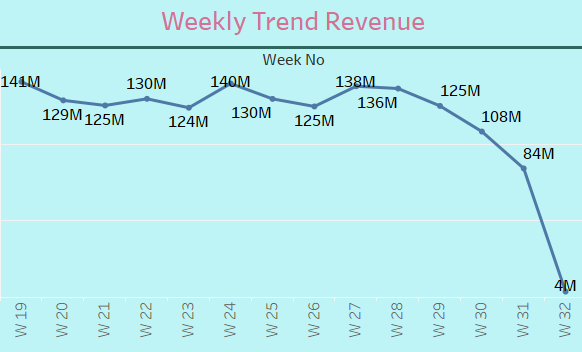 Weekly Trend Revenue
Week No
141M
129M
125M
130M
124M
140M
130M
125M
138M
136M
125M
108M
84M
4M
W 19
W 20
W 21
W 22
W 23
W 24
W 25
W 26
W 27
W 28
W 29
W 30
W 31
W 32